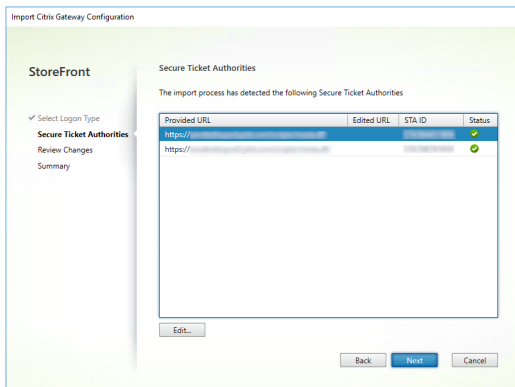 Import Citrix Gateway Configuration
StoreFront
Select Logon Type
Secure Ticket Authorities
Review Changes
Summary
Secure Ticket Authorities
The import process has detected the following Secure Ticket Authorities
Provided URL Edited URL STA ID Status
https://
https://
Edit...
Back Next Cancel